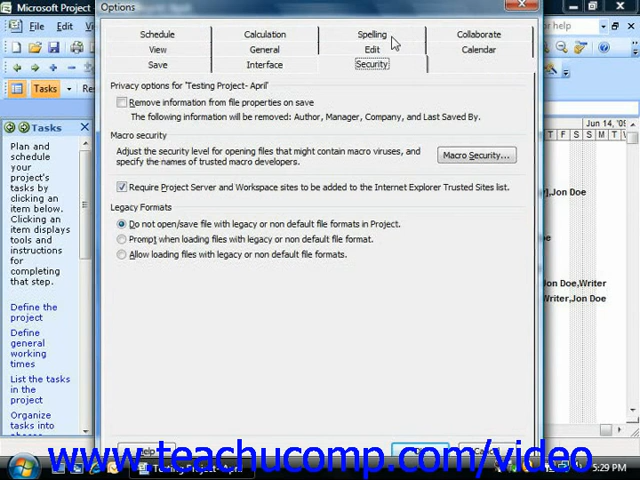 Microsoft Project -
Options
File Edit Vi
or help
Tasks
Schedule Calculation Spelling Collaborate
View General Edit Calendar
Save Interface Security
Privacy options for 'Testing Project- April'
Remove information from file properties on save
The following information will be removed: Author, Manager, Company, and Last Saved By.
Macro security
Adjust the security level for opening files that might contain macro viruses, and
specify the names of trusted macro developers.
Macro Security...
Require Project Server and Workspace sites to be added to the Internet Explorer Trusted Sites list.
Legacy Formats
Do not open/save file with legacy or non default file formats in Project.
Prompt when loading files with legacy or non default file format.
Allow loading files with legacy or non default file formats.
Help
Tasks
Plan and
schedule
your
project's
tasks by
clicking an
item below.
Clicking an
item displays
tools and
instructions
for
completing
that step.
Define the
project
Define
general
working
times
List the tasks
in the
project
Organize
tasks into
Jun 14, '09
T F S S M T W
,Jon Doe
Jon Doe,Writer
Writer,Jon Doe
www.teachucomp.com/video
Testing Project- Apri...
5:29 PM